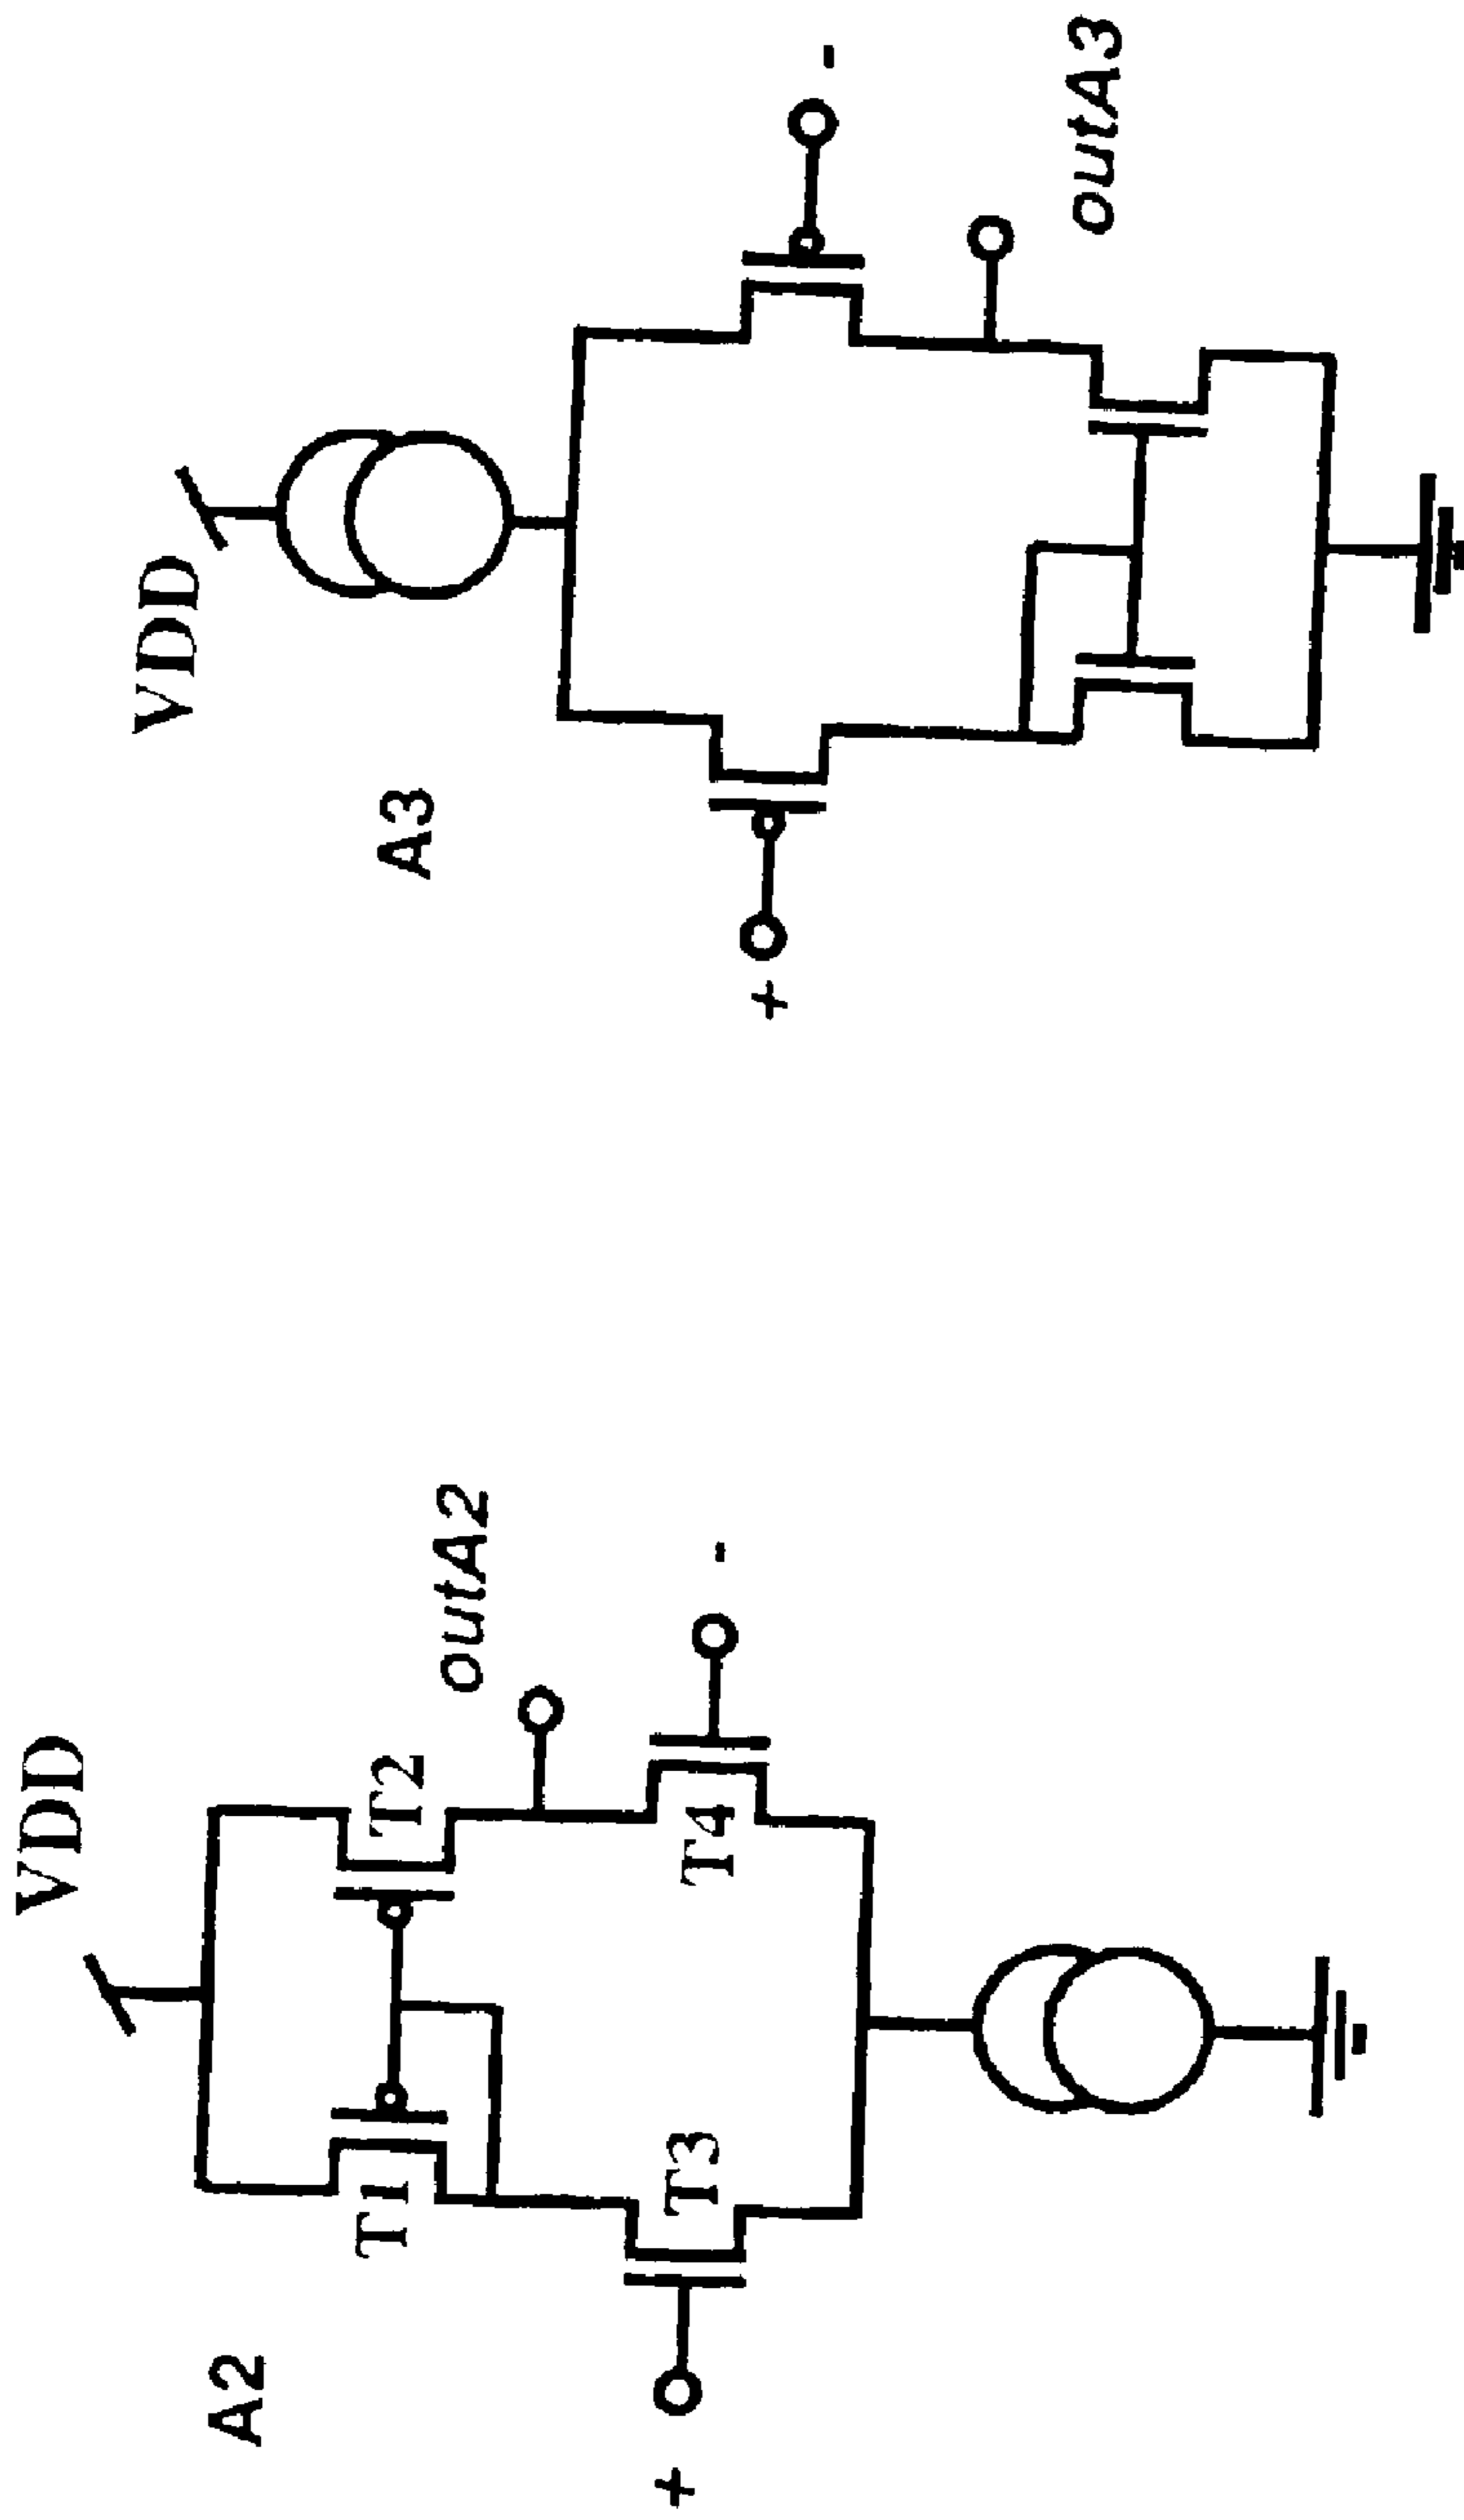 VDD
A2
T1
T2
outA2
T3
T4
+
-
VDD
A3
+
-
outA3